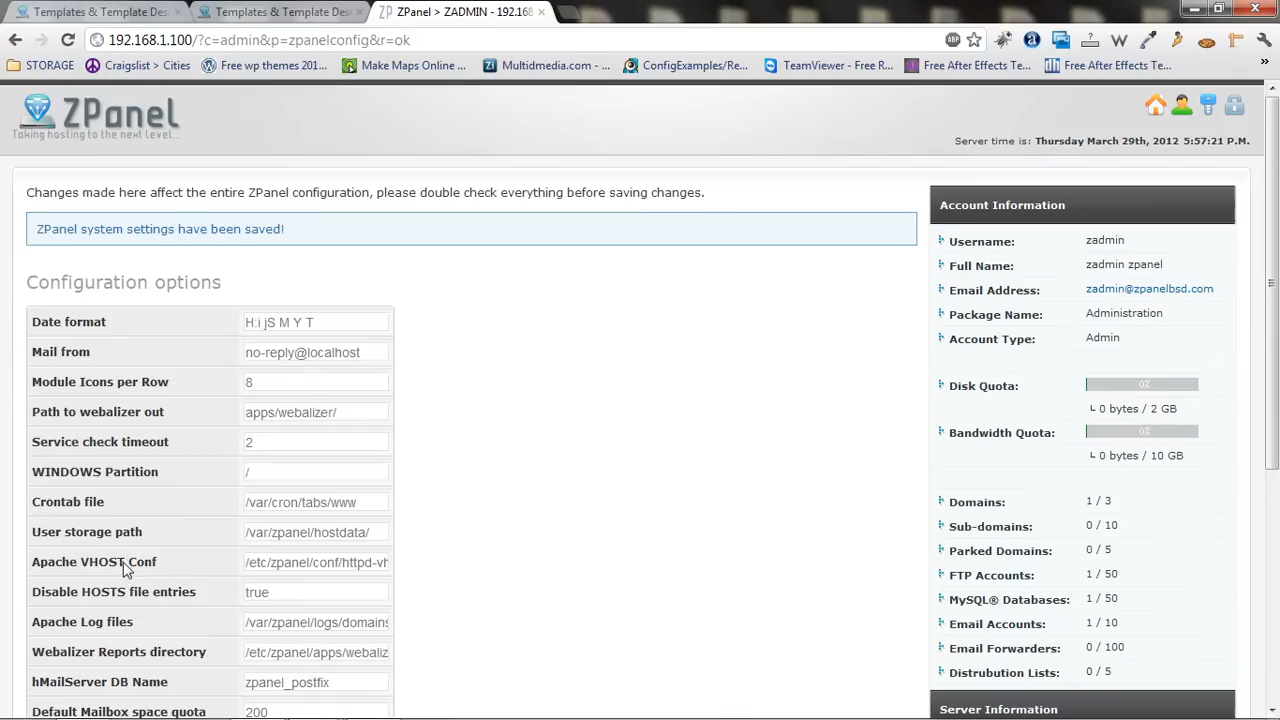 Templates & Template Des
Templates & Template Des
ZPanel > ZADMIN - 192.168
192.168.1.100/?c=admin&p=zpanelconfig&r=ok
STORAGE
Craigslist > Cities
Free wp themes 201...
Make Maps Online ...
Multidmedia.com - ...
ConfigExamples/Re...
TeamViewer - Free R...
Free After Effects Te...
Free After Effects Te...
ZPanel
Taking hosting to the next level...
Server time is: Thursday March 29th, 2012 5:57:21 P.M.
Changes made here affect the entire ZPanel configuration, please double check everything before saving changes.
ZPanel system settings have been saved!
Configuration options
Date format H:i jS M Y T
Mail from no-reply@localhost
Module Icons per Row 8
Path to webalizer out apps/webalizer/
Service check timeout 2
WINDOWS Partition /
Crontab file /var/cron/tabs/www
User storage path /var/zpanel/hostdata/
Apache VHOST Conf /etc/zpanel/conf/httpd-vh
Disable HOSTS file entries true
Apache Log files /var/zpanel/logs/domains
Webalizer Reports directory /etc/zpanel/apps/webaliz
hMailServer DB Name zpanel_postfix
Default Mailbox space quota 200
Account Information
Username: zadmin
Full Name: zadmin zpanel
Email Address: zadmin@zpanelbsd.com
Package Name: Administration
Account Type: Admin
Disk Quota: 0%
0 bytes / 2 GB
Bandwidth Quota: 0%
0 bytes / 10 GB
Domains: 1 / 3
Sub-domains: 0 / 10
Parked Domains: 0 / 5
FTP Accounts: 1 / 50
MySQL® Databases: 1 / 50
Email Accounts: 1 / 10
Email Forwarders: 0 / 100
Distrubution Lists: 0 / 5
Server Information